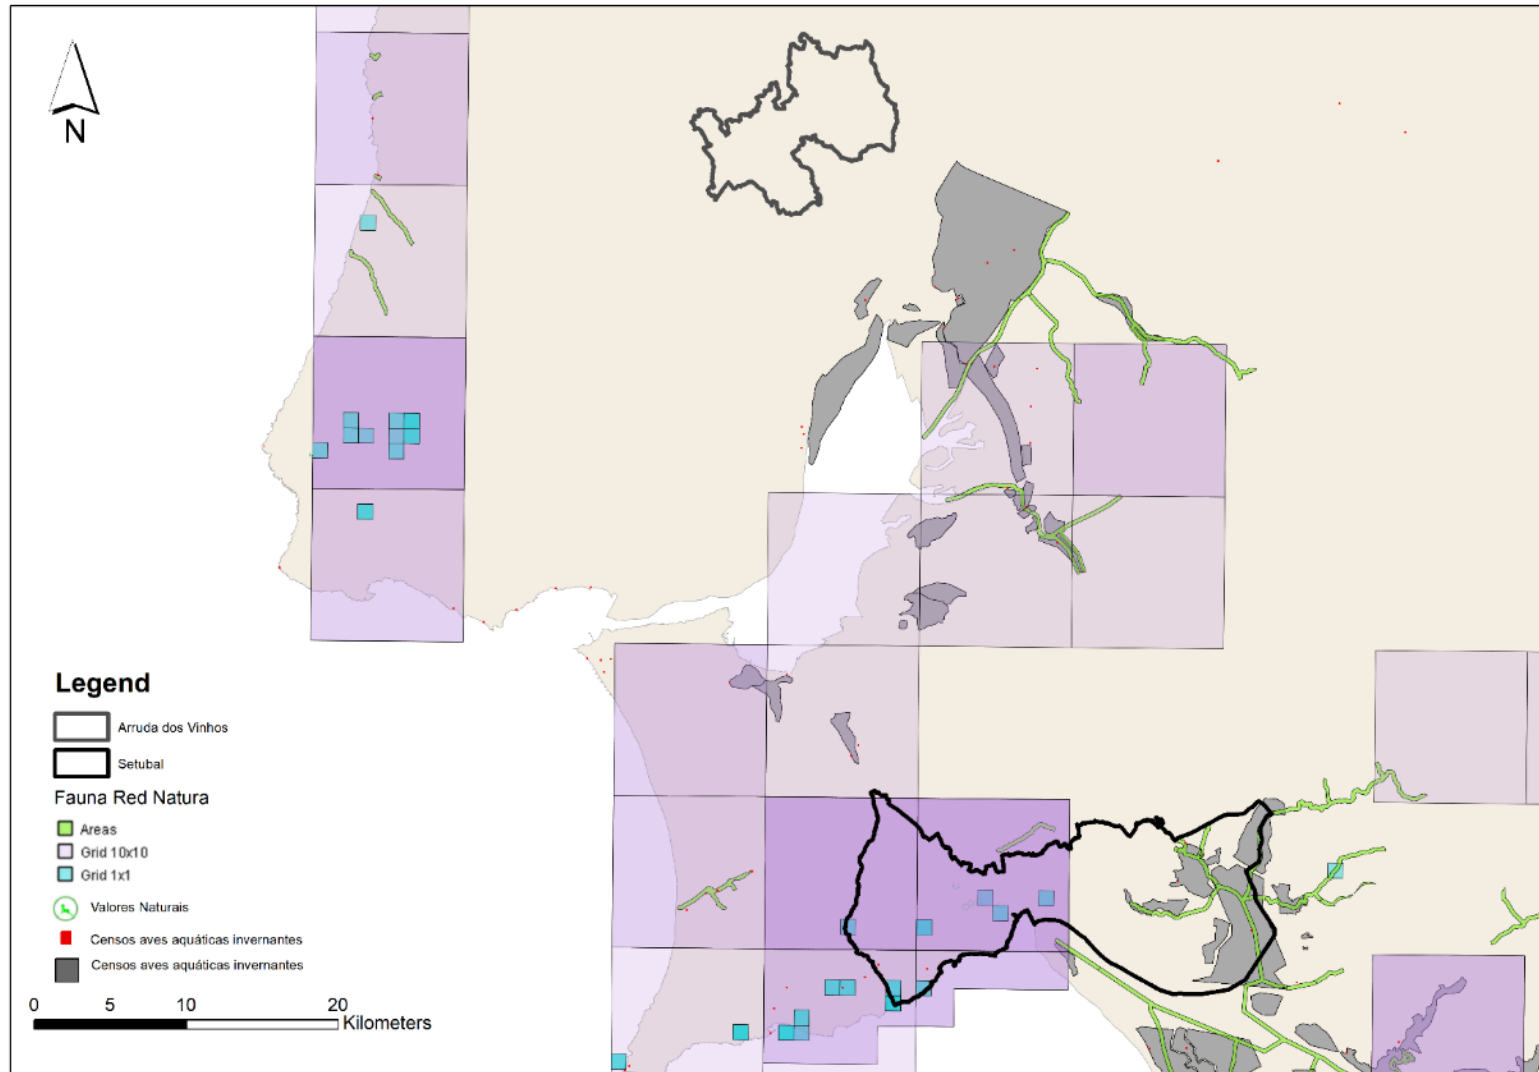 N
Legend
Arruda dos Vinhos
Setubal
Fauna Red Natura
Areas
Grid 10x10
Grid 1x1
Valores Naturais
Censos aves aquáticas invernantes
Censos aves aquáticas invernantes
0 5 10 20
Kilometers